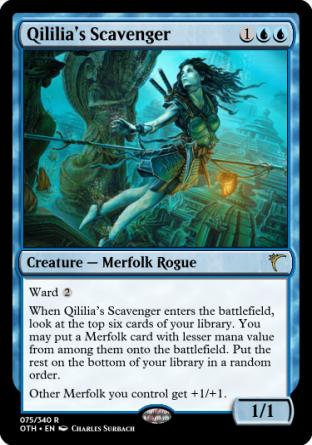 Qililia's Scavenger 1
Creature — Merfolk Rogue
Ward 2
When Qililia's Scavenger enters the battlefield,
look at the top six cards of your library. You
may put a Merfolk card with lesser mana value
from among them onto the battlefield. Put the
rest on the bottom of your library in a random
order.
Other Merfolk you control get +1/+1.
1/1
075/340 R
OTH • EN CHARLES SURBACH